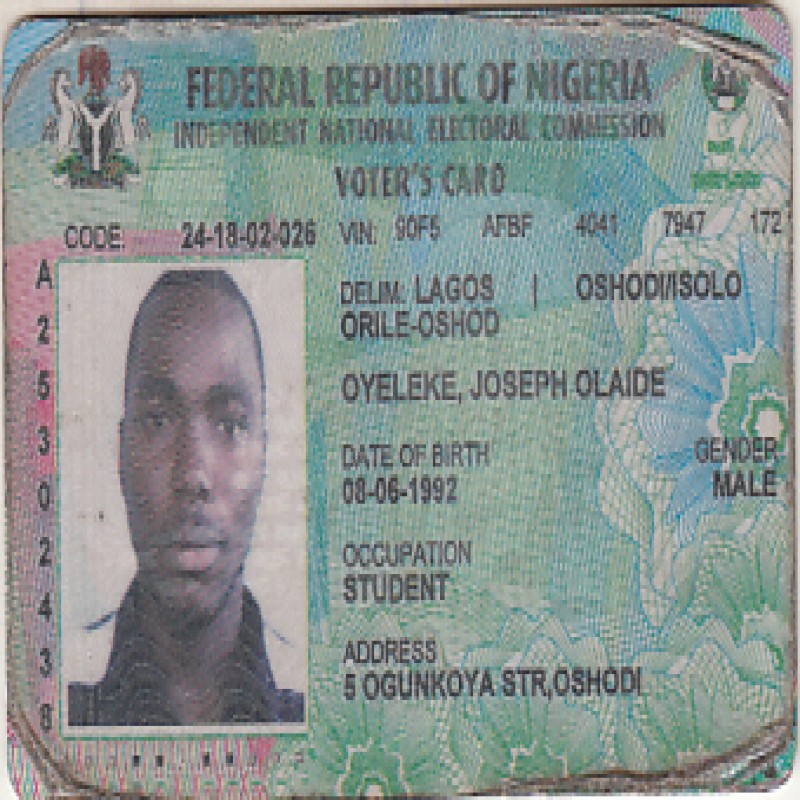 FEDERAL REPUBLIC OF NIGERIA
INDEPENDENT NATIONAL ELECTORAL COMMISSION
VOTER'S CARD
CODE: 24-18-02-026 VIN: 90F5 AFBF 4041 7947 172
DELIM: LAGOS | OSHODI/ISOLO
ORILE-OSHOD
OYELEKE, JOSEPH OLAIDE
DATE OF BIRTH GENDER
08-06-1992 MALE
OCCUPATION
STUDENT
ADDRESS
5 OGUNKOYA STR,OSHODI
A
2
5
3
0
2
4
3
8